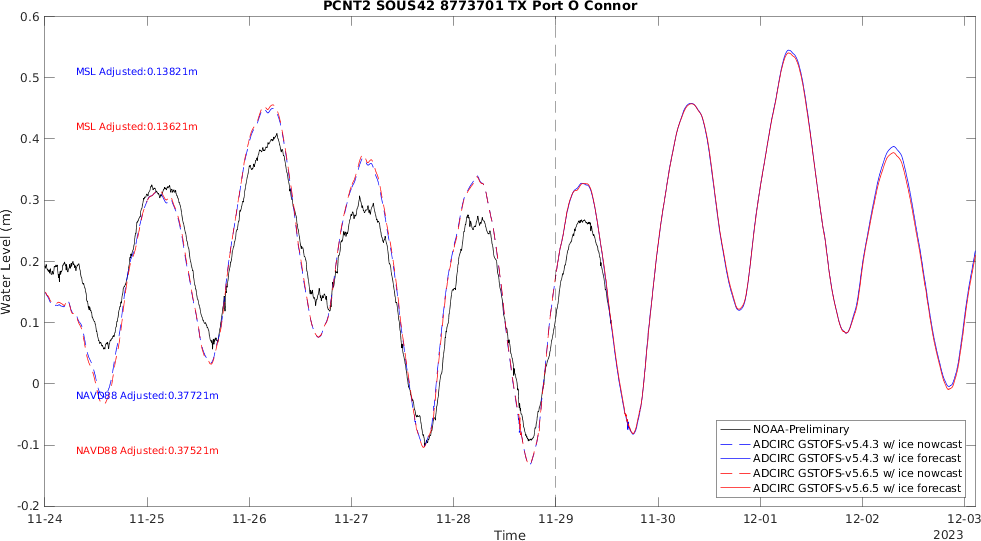 PCNT2 SOUS42 8773701 TX Port O Connor
0.6
0.5
0.4
0.3
0.2
0.1
0
-0.1
-0.2
Water Level (m)
MSL Adjusted:0.13821m
MSL Adjusted:0.13621m
NAVD88 Adjusted:0.37721m
NAVD88 Adjusted:0.37521m
NOAA-Preliminary
ADCIRC GSTOFS-v5.4.3 w/ ice nowcast
ADCIRC GSTOFS-v5.4.3 w/ ice forecast
ADCIRC GSTOFS-v5.6.5 w/ ice nowcast
ADCIRC GSTOFS-v5.6.5 w/ ice forecast
11-24 11-25 11-26 11-27 11-28 11-29 11-30 12-01 12-02 12-03
Time
2023